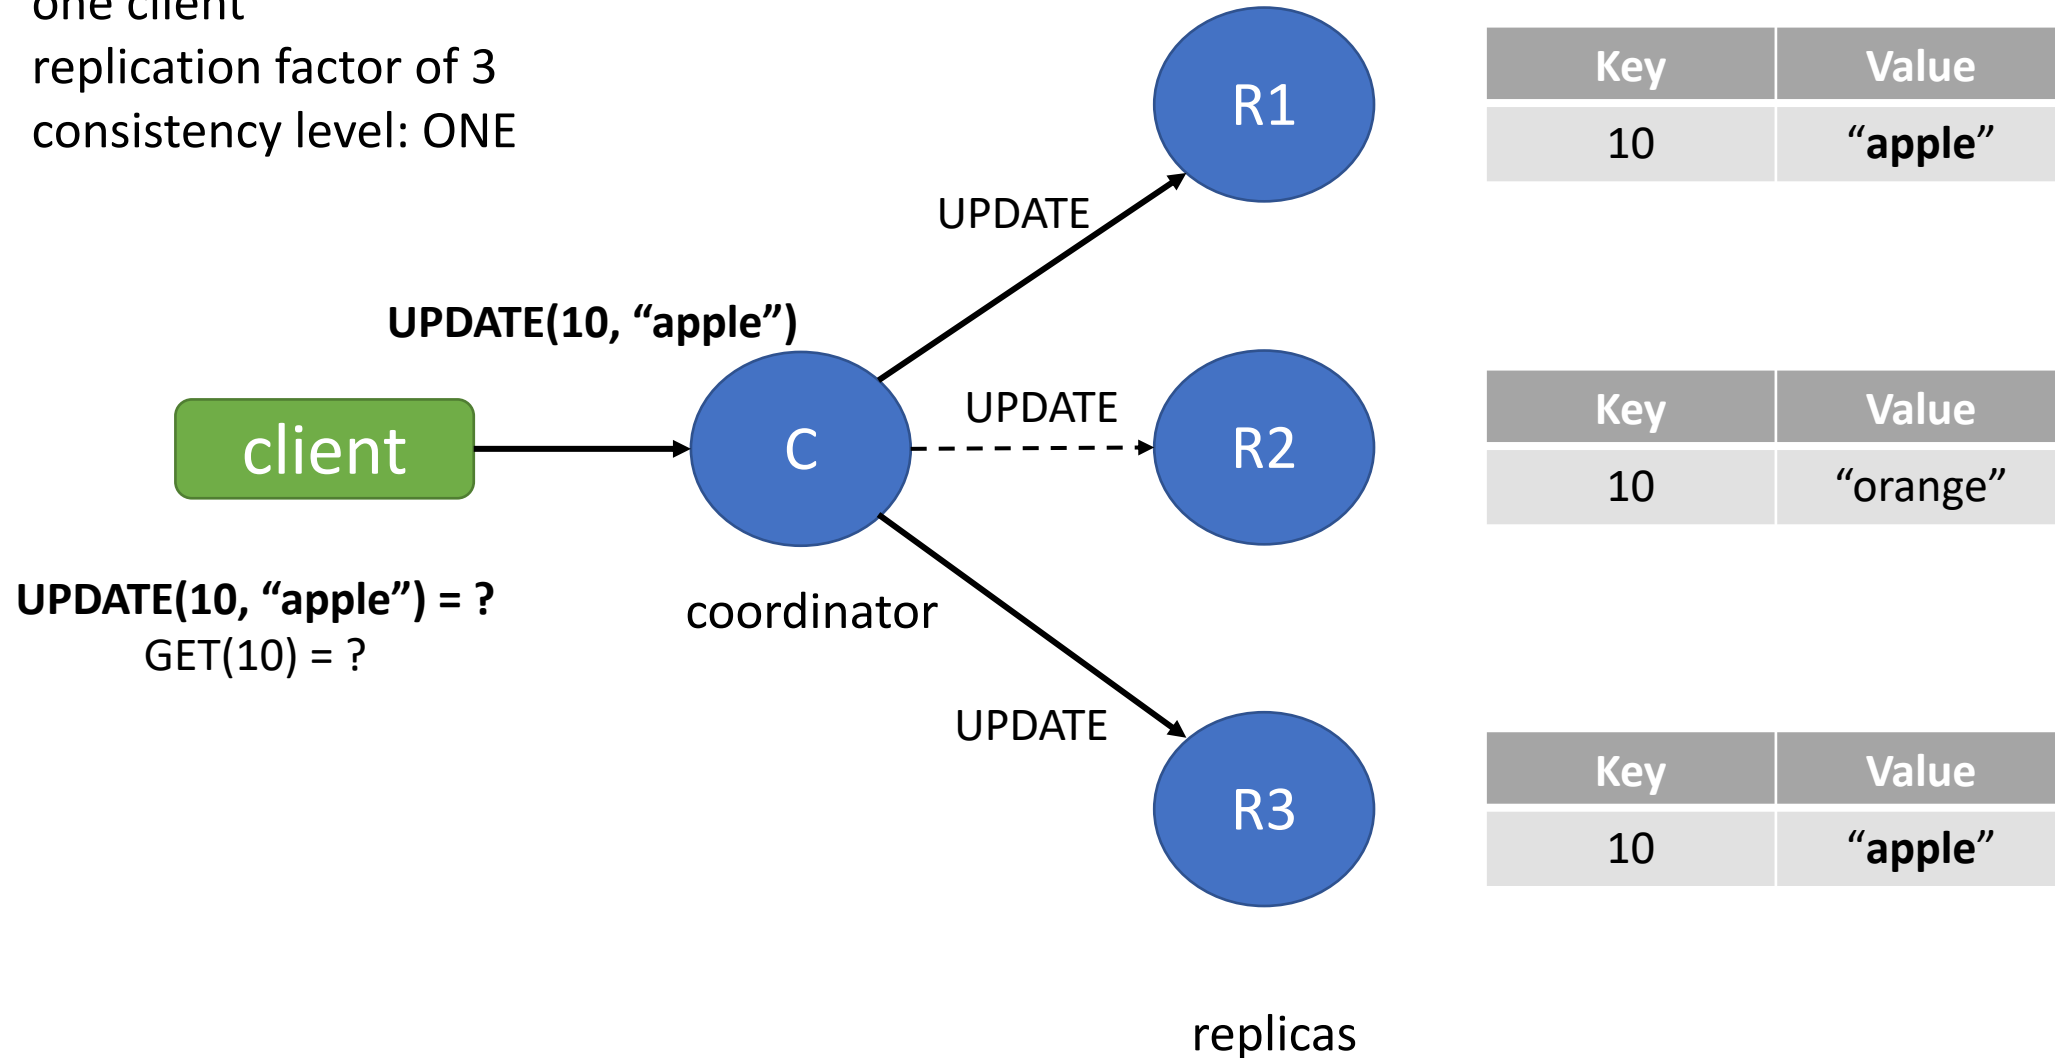 one client
replication factor of 3
consistency level: ONE
R1
Key Value
10 “apple”
UPDATE
UPDATE(10, “apple”)
client
C
UPDATE
R2
Key Value
10 “orange”
UPDATE(10, “apple”) = ?
GET(10) = ?
coordinator
UPDATE
R3
Key Value
10 “apple”
replicas